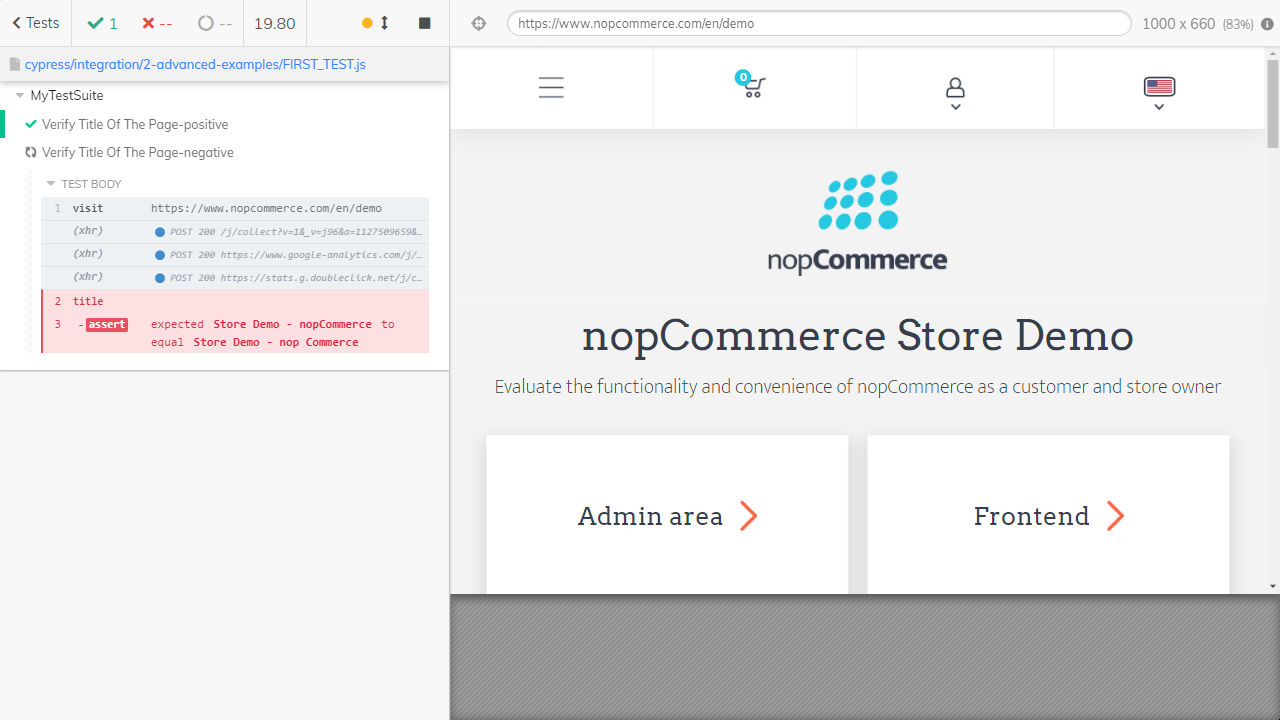 Tests
1
--
--
19.80
https://www.nopcommerce.com/en/demo
1000 x 660 (83%)
cypress/integration/2-advanced-examples/FIRST_TEST.js
MyTestSuite
Verify Title Of The Page-positive
Verify Title Of The Page-negative
TEST BODY
1 visit https://www.nopcommerce.com/en/demo
(xhr) POST 200 /j/collect?v=1&_v=j96&a=1127509659&…
(xhr) POST 200 https://www.google-analytics.com/j/…
(xhr) POST 200 https://stats.g.doubleclick.net/j/c…
2 title
3 -assert expected Store Demo - nopCommerce to
equal Store Demo - nop Commerce
0
nopCommerce
nopCommerce Store Demo
Evaluate the functionality and convenience of nopCommerce as a customer and store owner
Admin area
Frontend